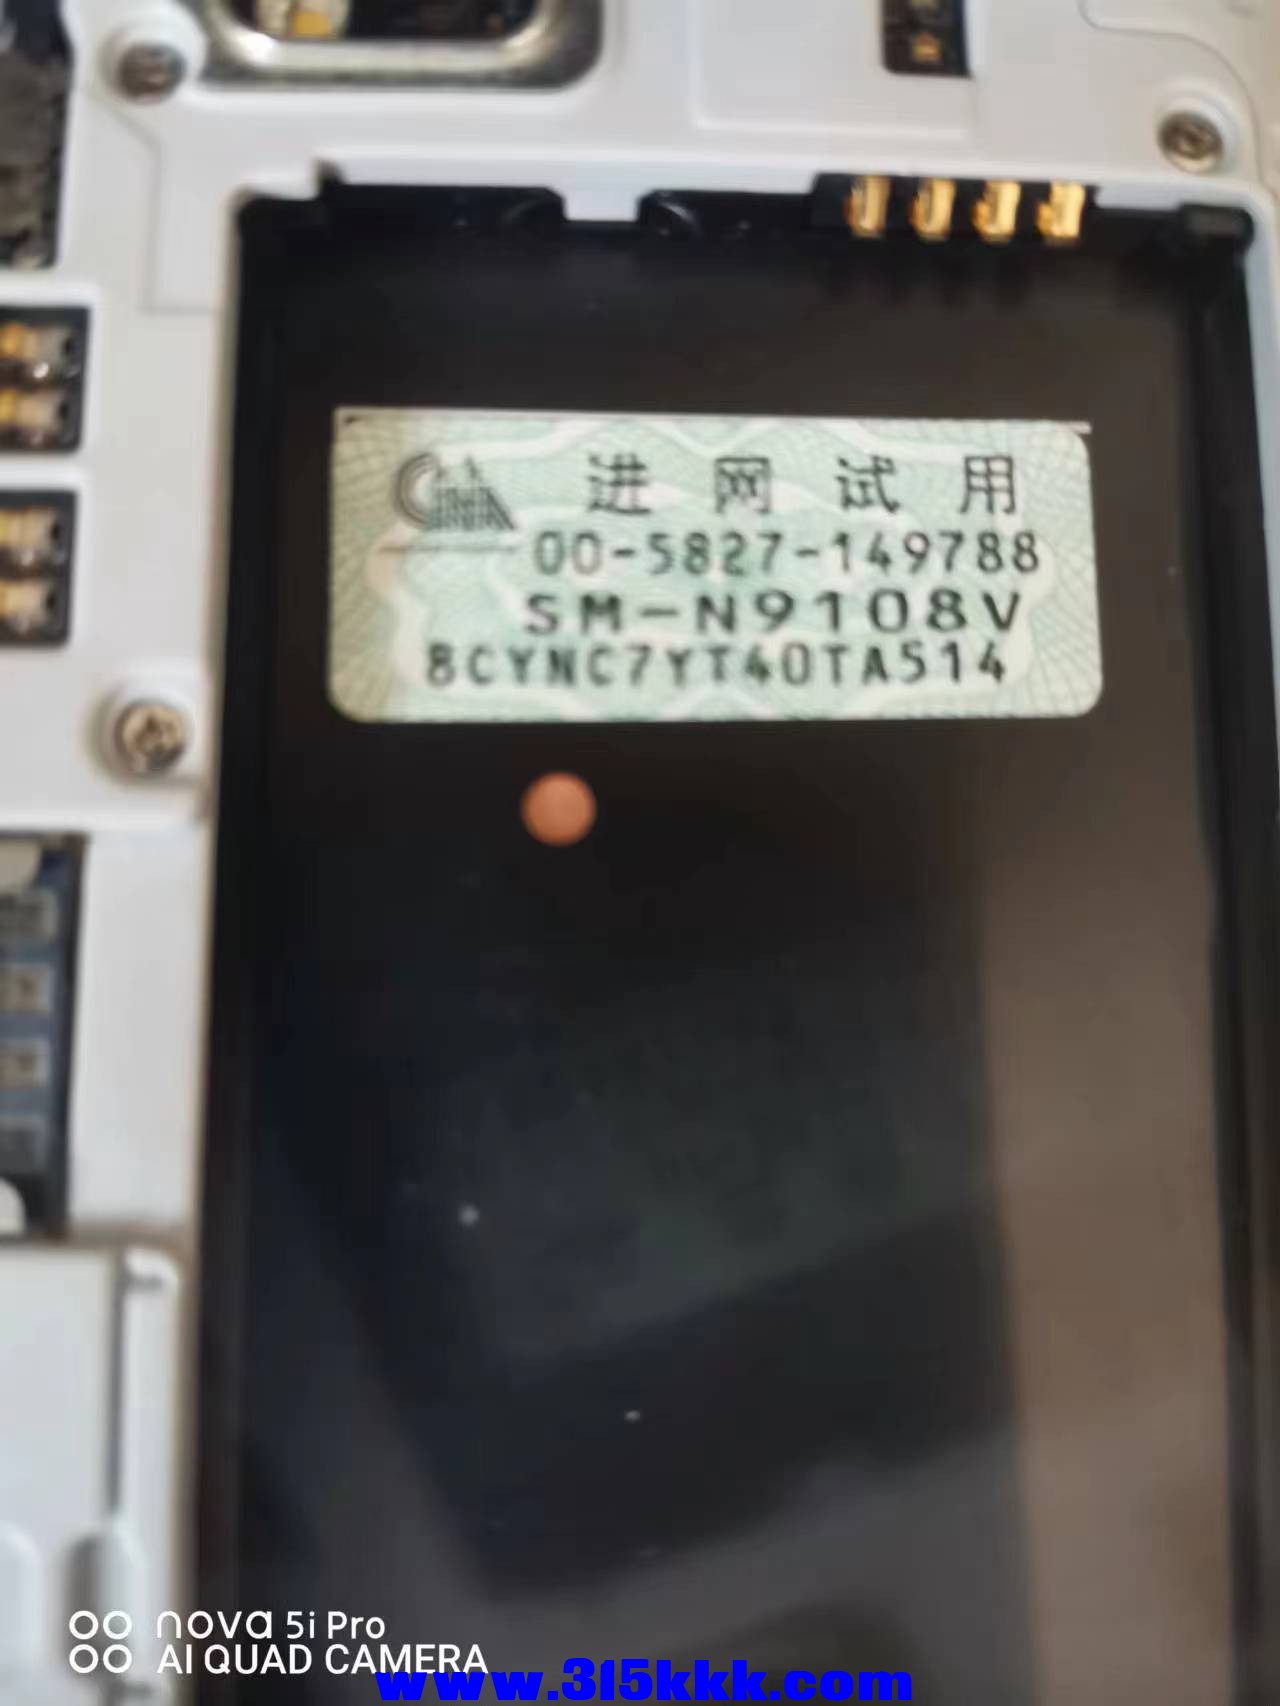 进网试用
00-5827-149788
SM-N9108V
8CYNC7YT40TA514
nova 5i Pro
AI QUAD CAMERA
www.315kkk.com